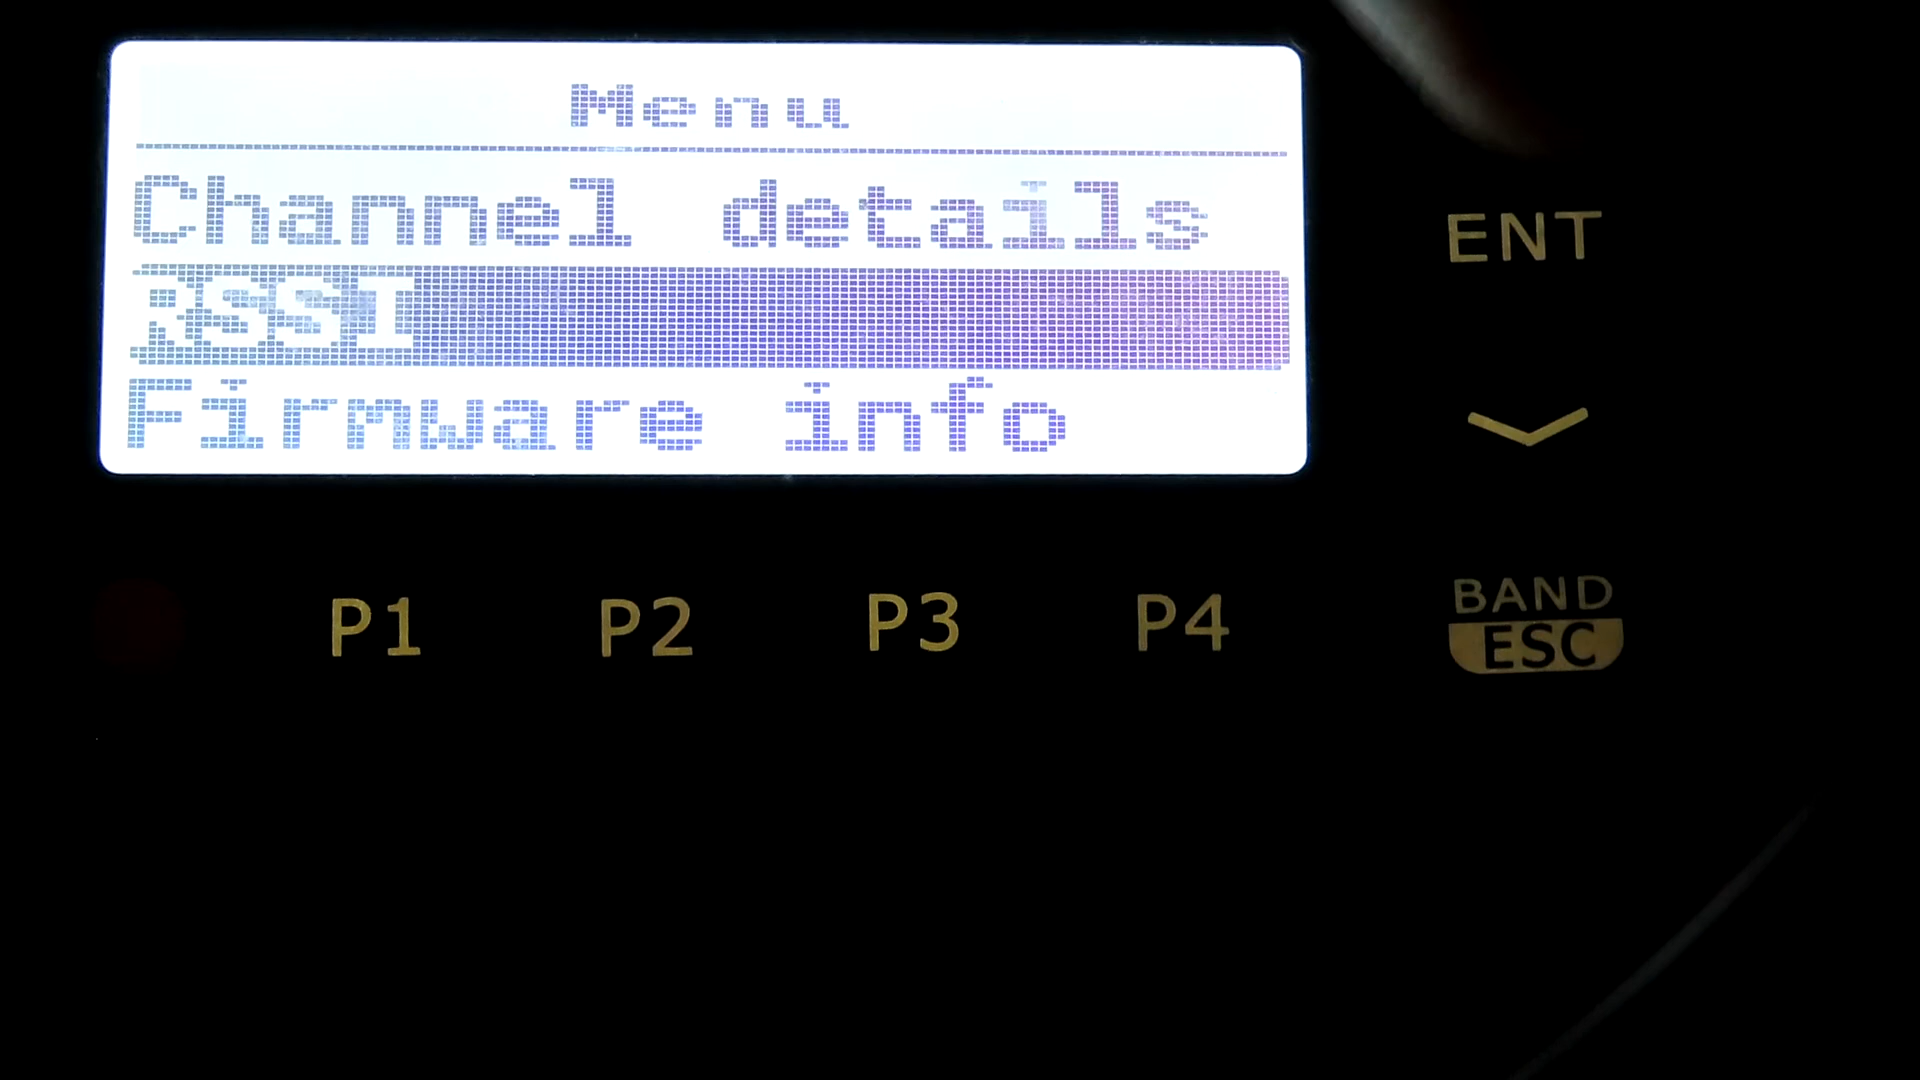 Menu
Channel details
RSSI
Firmware info
ENT
P1 P2 P3 P4
BAND
ESC